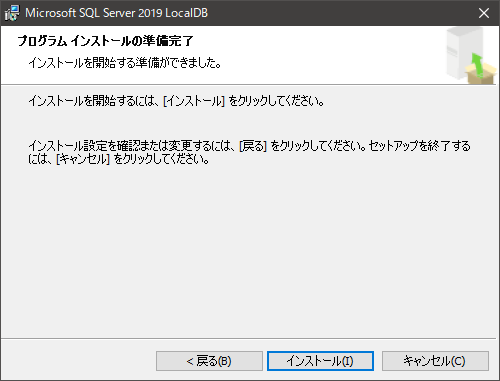 Microsoft SQL Server 2019 LocalDB
プログラム インストールの準備完了
インストールを開始する準備ができました。
インストールを開始するには、[インストール] をクリックしてください。
インストール設定を確認または変更するには、[戻る] をクリックしてください。セットアップを終了する
には、[キャンセル] をクリックしてください。
< 戻る(B)
インストール(I)
キャンセル(C)